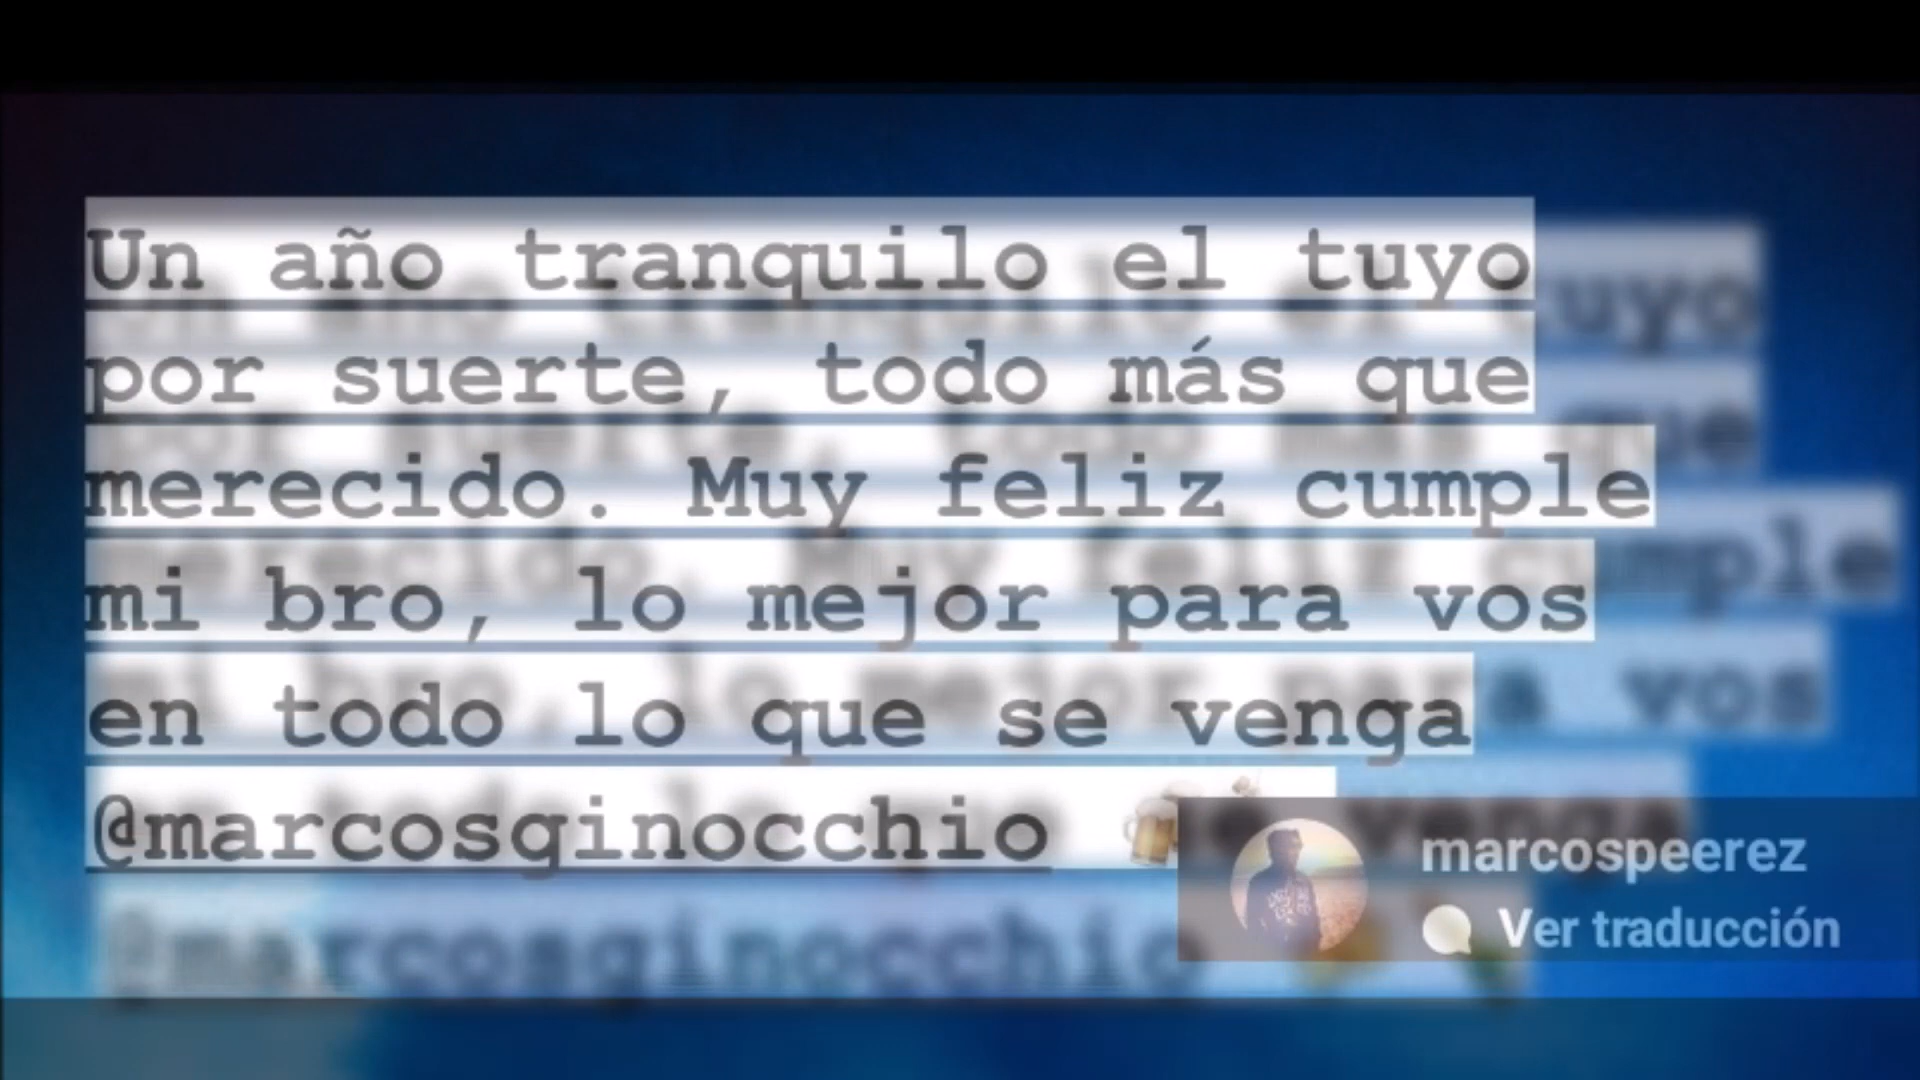 Un año tranquilo el tuyo
por suerte, todo más que
merecido. Muy feliz cumple
mi bro, lo mejor para vos
en todo lo que se venga
@marcosginocchio 🍻
marcospeerez
Ver traducción